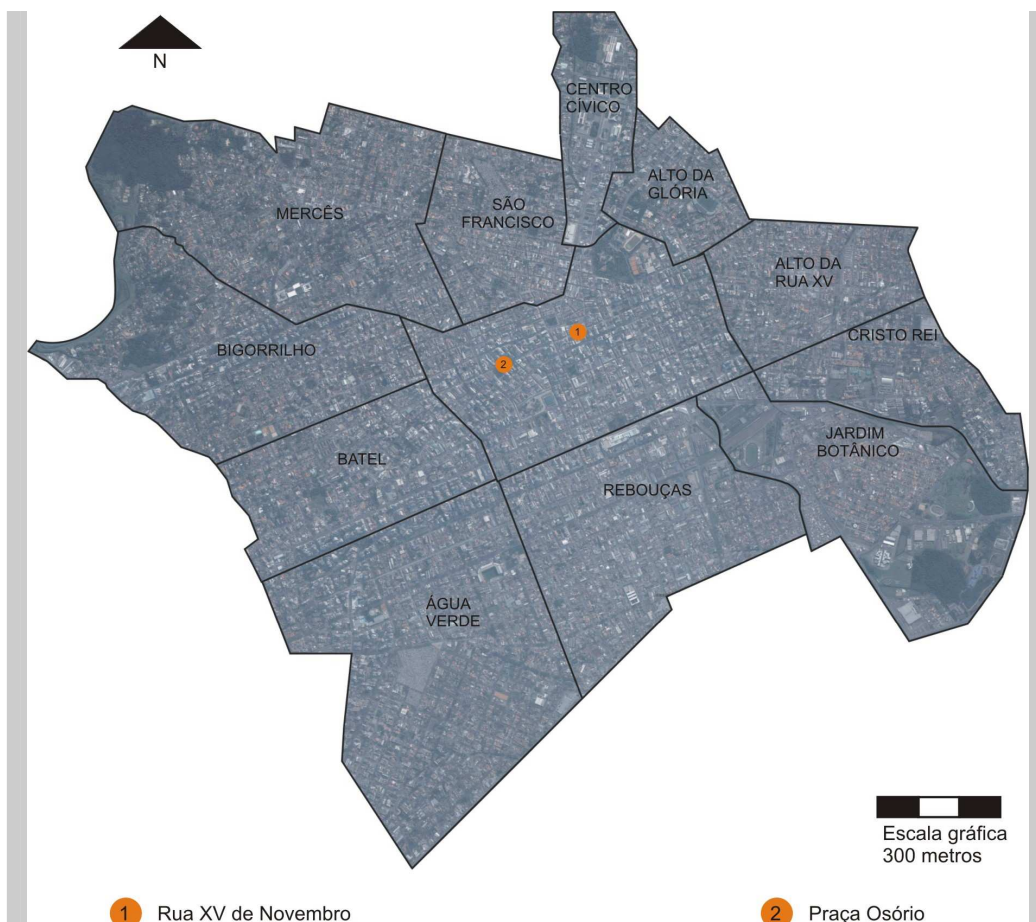 N
CENTRO
CÍVICO
ALTO DA
GLÓRIA
MERCÊS
SÃO
FRANCISCO
ALTO DA
RUA XV
CRISTO REI
1
BIGORRILHO
2
JARDIM
BOTÂNICO
BATEL
REBOUÇAS
ÁGUA
VERDE
Escala gráfica
300 metros
1 Rua XV de Novembro
2 Praça Osório